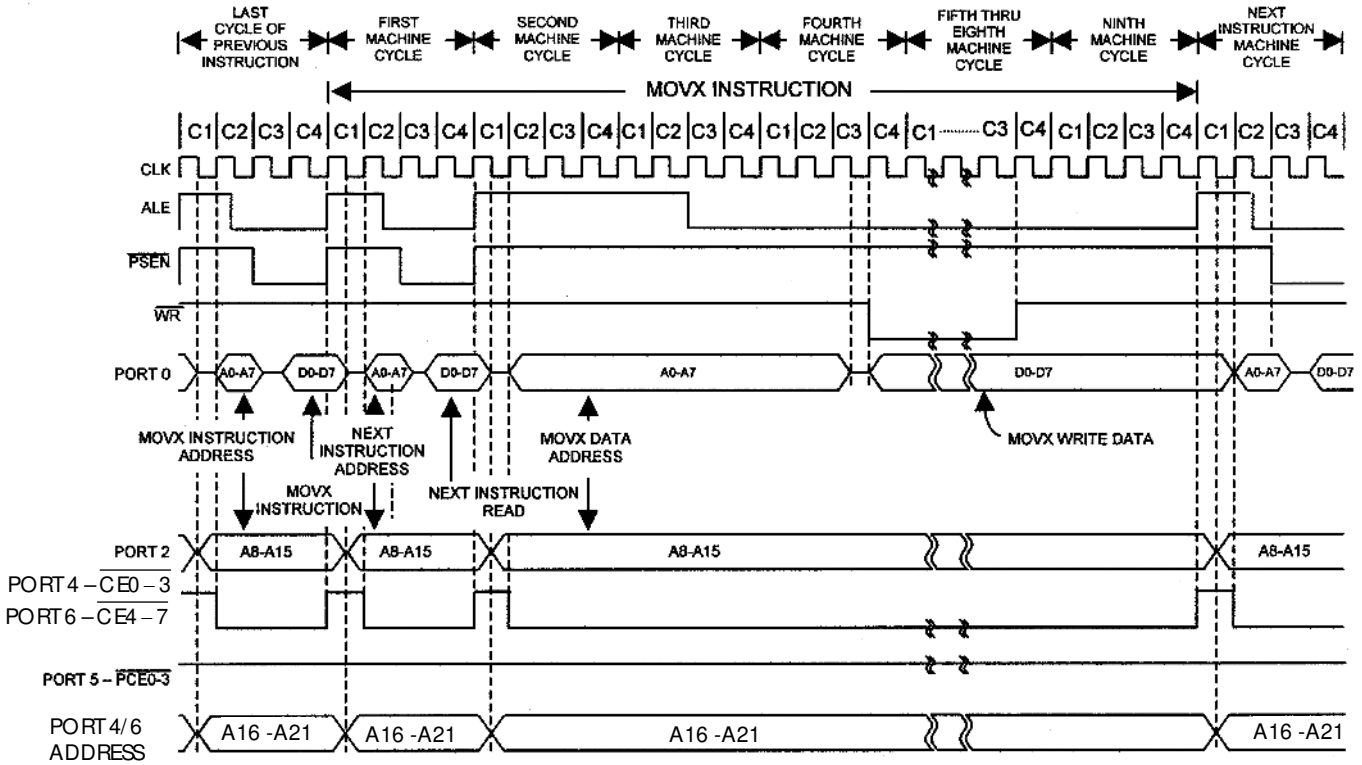 LAST
CYCLE OF
PREVIOUS
INSTRUCTION
FIRST
MACHINE
CYCLE
SECOND
MACHINE
CYCLE
THIRD
MACHINE
CYCLE
FOURTH
MACHINE
CYCLE
FIFTH THRU
EIGHTH
MACHINE
CYCLE
NINTH
MACHINE
CYCLE
NEXT
INSTRUCTION
MACHINE
CYCLE
MOVX INSTRUCTION
C1 C2 C3 C4 C1 C2 C3 C4 C1 C2 C3 C4 C1 C2 C3 C4 C1 C2 C3 C4 C1 ........ C3 C4 C1 C2 C3 C4 C1 C2 C3 C4
CLK
ALE
PSEN
WR
PORT 0 A0-A7 D0-D7 A0-A7 D0-D7 A0-A7 D0-D7 A0-A7 D0-D7
MOVX INSTRUCTION
ADDRESS
NEXT
INSTRUCTION
ADDRESS
MOVX DATA
ADDRESS
MOVX WRITE DATA
MOVX
INSTRUCTION
NEXT INSTRUCTION
READ
PORT 2 A8-A15 A8-A15 A8-A15 A8-A15
PORT4–CE0–3
PORT6–CE4–7
PORT 5 – PCE0-3
PORT4/6
ADDRESS
A16 -A21 A16 -A21 A16 -A21 A16 -A21